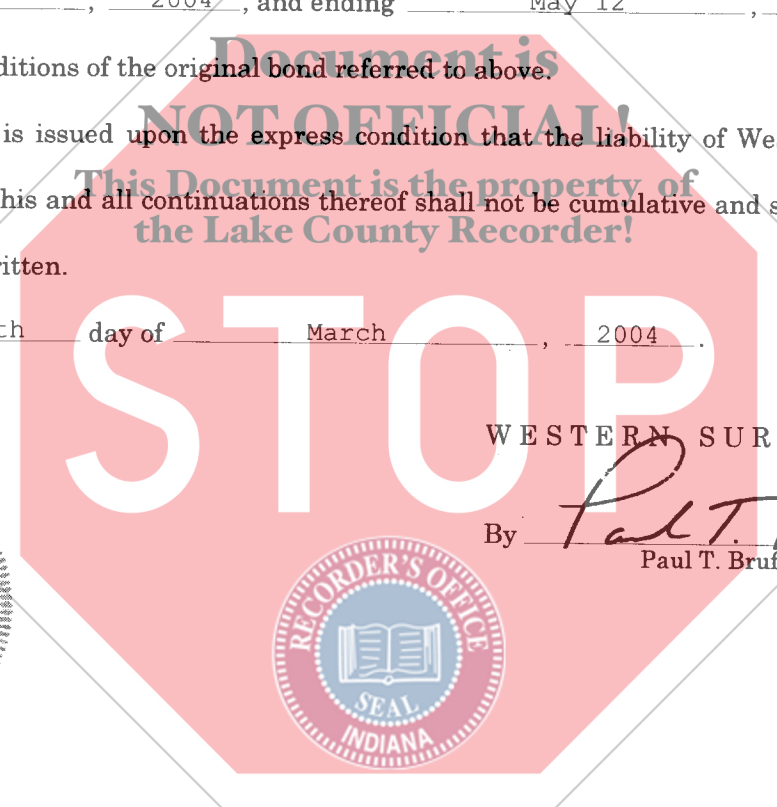 , 2004 , and ending May 12 ,
ditions of the original bond referred to above.
Document is
NOT OFFICIAL!
is issued upon the express condition that the liability of We
This Document is the property of
his and all continuations thereof shall not be cumulative and s
the Lake County Recorder!
ritten.
th day of March , 2004 .
STOP
WESTERN SUR
By Paul T.
Paul T. Bruf
RECORDER'S OFFICE
SEAL
INDIANA